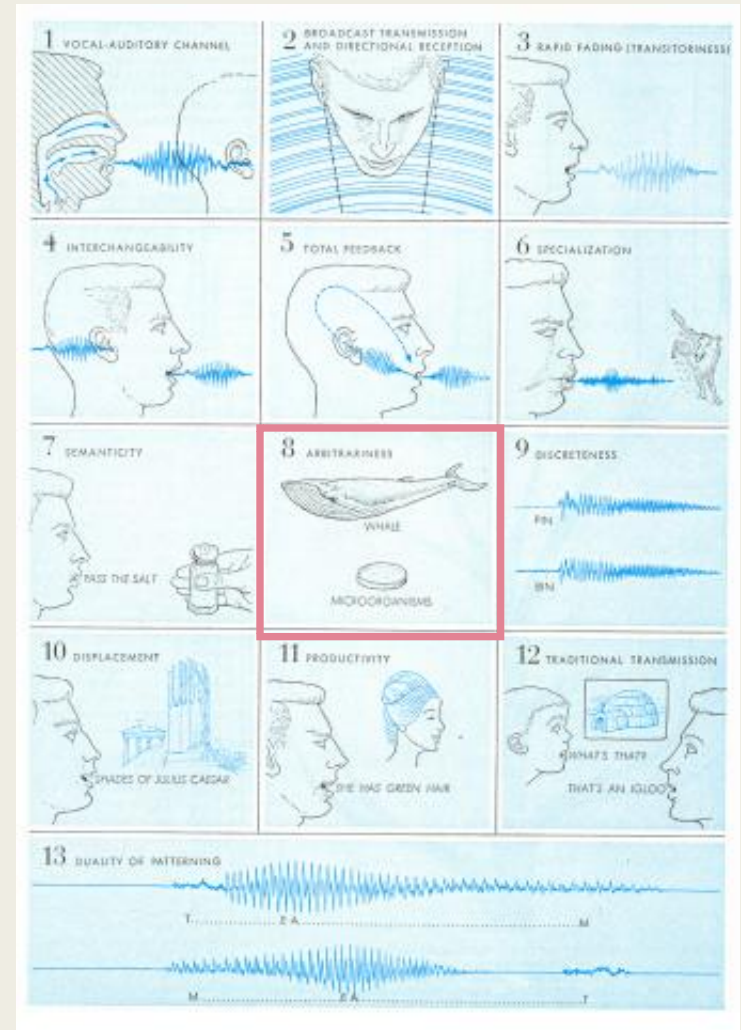 1 VOCAL-AUDITORY CHANNEL
2 BROADCAST TRANSMISSION
AND DIRECTIONAL RECEPTION
3 RAPID FADING (TRANSITORINESS)
4 INTERCHANGEABILITY
5 TOTAL FEEDBACK
6 SPECIALIZATION
7 SEMANTICITY
PASS THE SALT
8 ARBITRARINESS
WHALE
MICROORGANISMS
9 DISCRETENESS
PIN
BIN
10 DISPLACEMENT
SHADES OF JULIUS CAESAR
11 PRODUCTIVITY
SHE HAS GREEN HAIR
12 TRADITIONAL TRANSMISSION
WHAT'S THAT?
THAT'S AN IGLOO
13 DUALITY OF PATTERNING
T..................EA..................M
M..................EA..................T